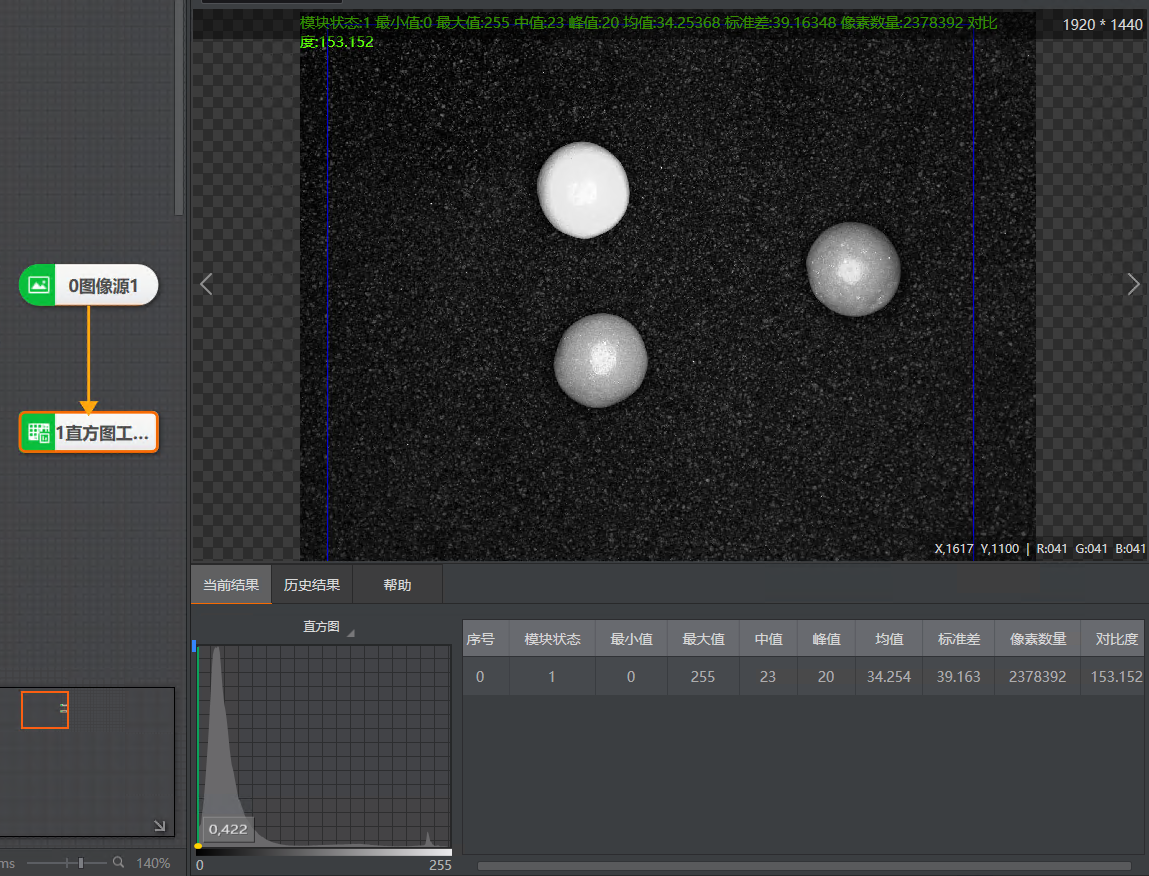 模块状态:1 最小值:0 最大值:255 中值:23 峰值:20 均值:34.25368 标准差:39.16348 像素数量:2378392 对比
度:153.152
1920 * 1440
0图像源1
1直方图工...
X,1617 Y,1100 | R:041 G:041 B:041
当前结果 历史结果 帮助
直方图
序号 模块状态 最小值 最大值 中值 峰值 均值 标准差 像素数量 对比度
0 1 0 255 23 20 34.254 39.163 2378392 153.152
0,422
0 255
ms 140%